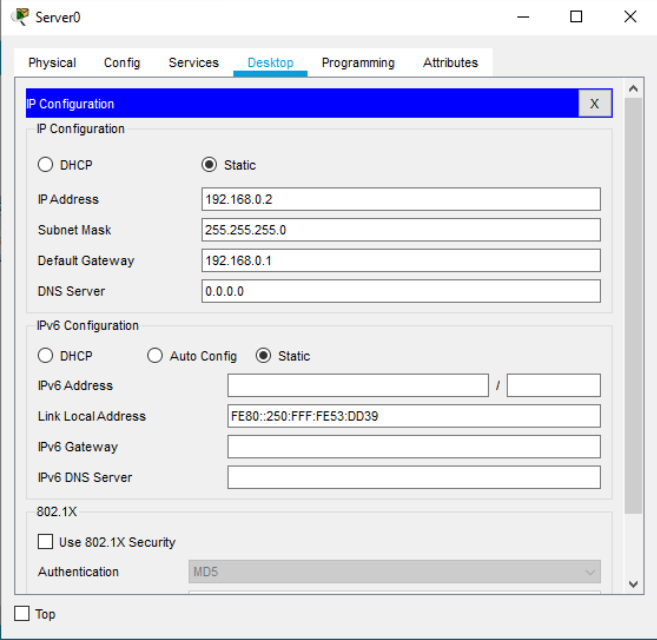 Server0
Physical Config Services Desktop Programming Attributes
IP Configuration X
IP Configuration
DHCP Static
IP Address 192.168.0.2
Subnet Mask 255.255.255.0
Default Gateway 192.168.0.1
DNS Server 0.0.0.0
IPv6 Configuration
DHCP Auto Config Static
IPv6 Address /
Link Local Address FE80::250:FFF:FE53:DD39
IPv6 Gateway
IPv6 DNS Server
802.1X
Use 802.1X Security
Authentication MD5
Top